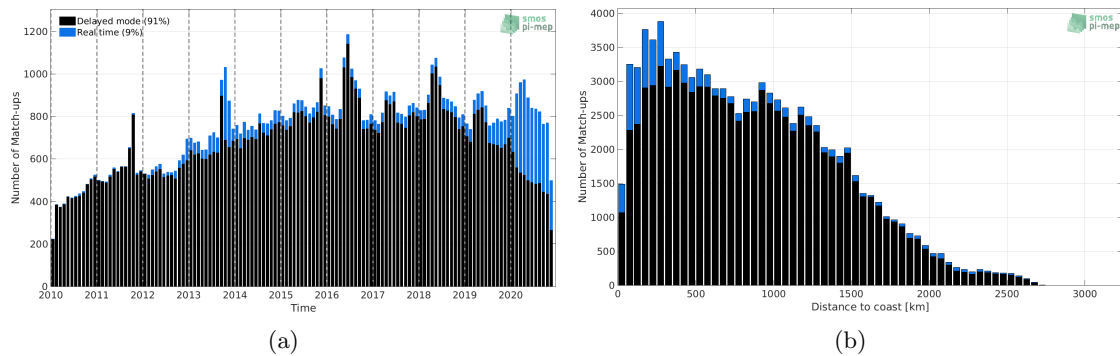 Delayed mode (91%)
Real time (9%)
smos
pi-mep
Number of Match-ups
1200
1000
800
600
400
200
0
2010 2011 2012 2013 2014 2015 2016 2017 2018 2019 2020
Time
(a)
smos
pi-mep
Number of Match-ups
4000
3500
3000
2500
2000
1500
1000
500
0
0 500 1000 1500 2000 2500 3000
Distance to coast [km]
(b)